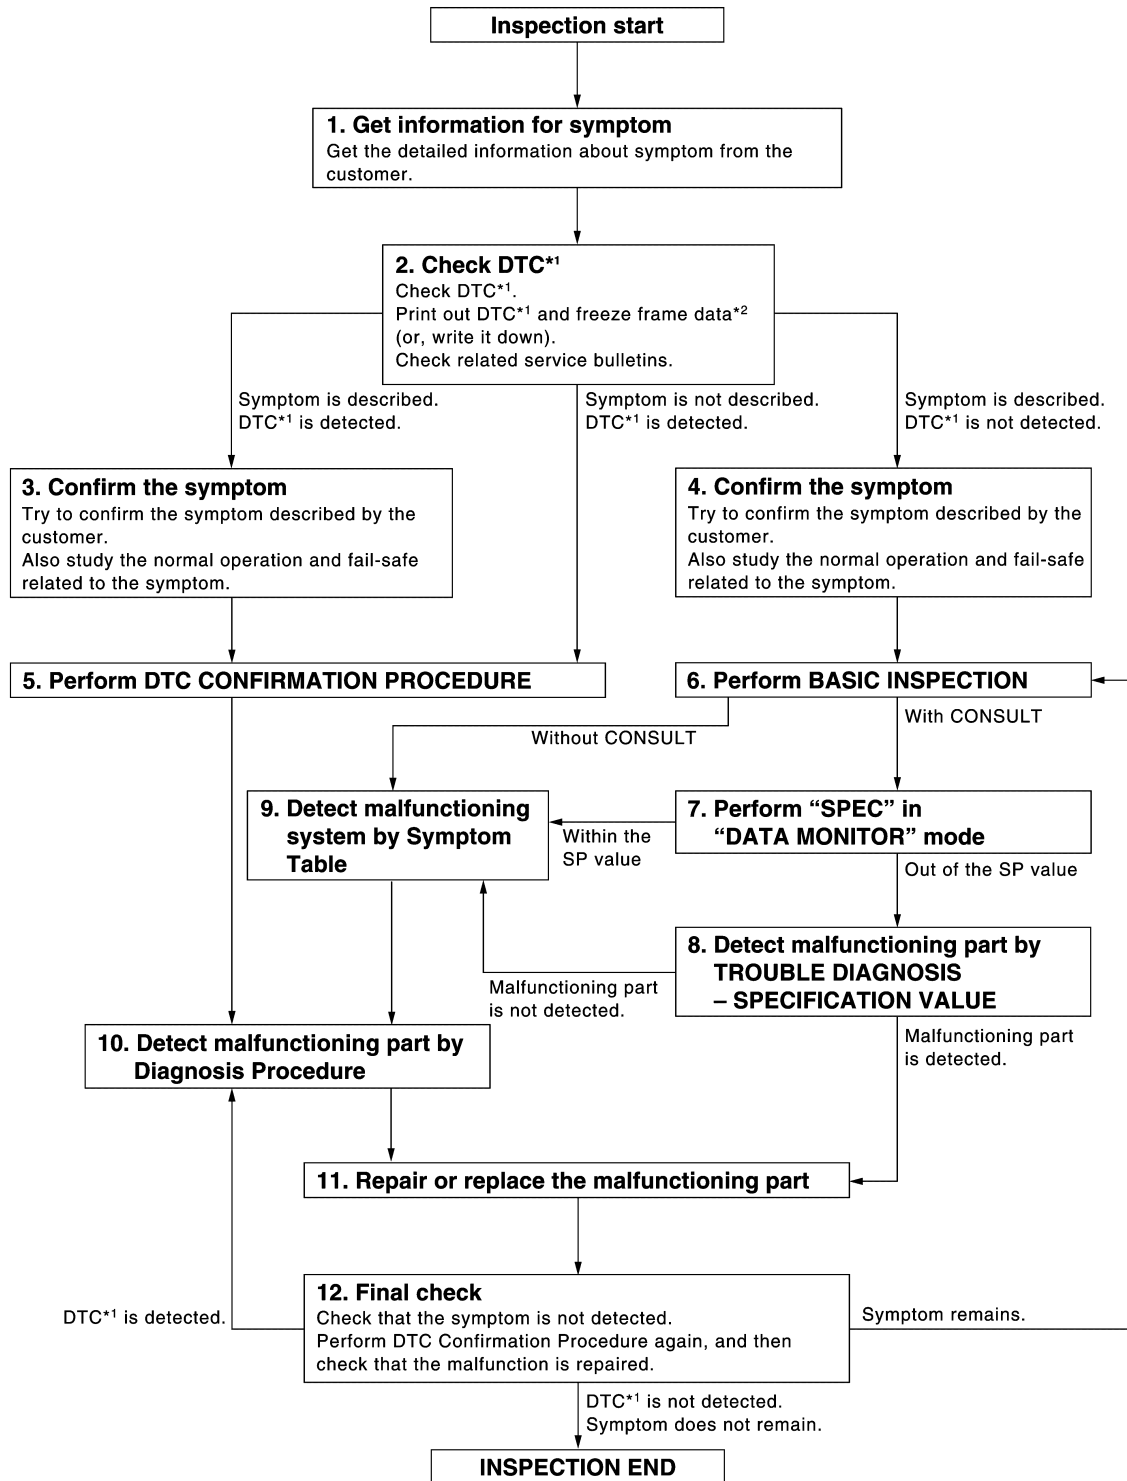 Inspection start
1. Get information for symptom
Get the detailed information about symptom from the
customer.
2. Check DTC*1
Check DTC*1.
Print out DTC*1 and freeze frame data*2
(or, write it down).
Check related service bulletins.
Symptom is described.
DTC*1 is detected.
Symptom is not described.
DTC*1 is detected.
Symptom is described.
DTC*1 is not detected.
3. Confirm the symptom
Try to confirm the symptom described by the
customer.
Also study the normal operation and fail-safe
related to the symptom.
4. Confirm the symptom
Try to confirm the symptom described by the
customer.
Also study the normal operation and fail-safe
related to the symptom.
5. Perform DTC CONFIRMATION PROCEDURE
6. Perform BASIC INSPECTION
Without CONSULT
With CONSULT
9. Detect malfunctioning
system by Symptom
Table
Within the
SP value
7. Perform “SPEC” in
“DATA MONITOR” mode
Out of the SP value
8. Detect malfunctioning part by
TROUBLE DIAGNOSIS
– SPECIFICATION VALUE
Malfunctioning part
is not detected.
Malfunctioning part
is detected.
10. Detect malfunctioning part by
Diagnosis Procedure
11. Repair or replace the malfunctioning part
12. Final check
Check that the symptom is not detected.
Perform DTC Confirmation Procedure again, and then
check that the malfunction is repaired.
DTC*1 is detected.
Symptom remains.
DTC*1 is not detected.
Symptom does not remain.
INSPECTION END